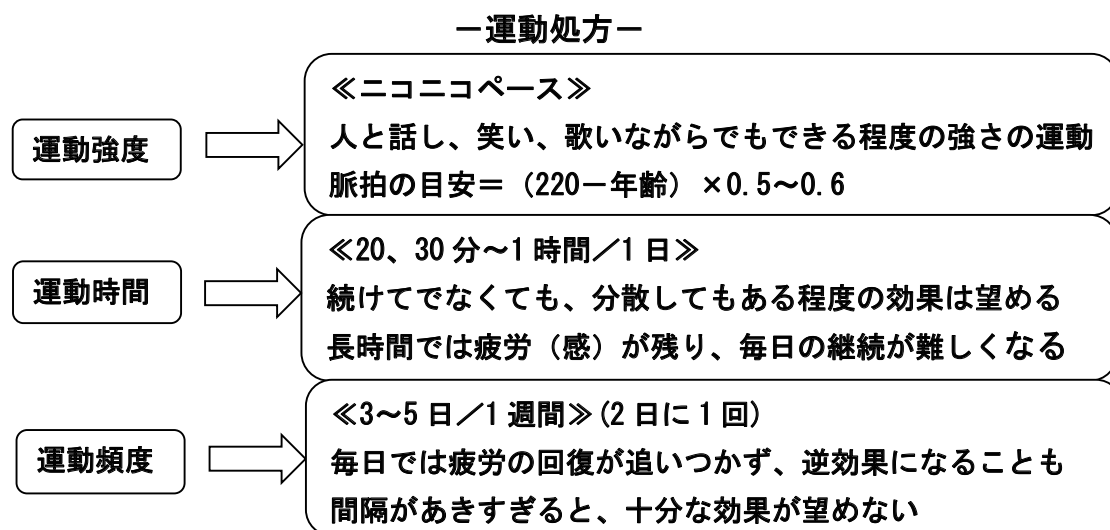 －運動処方－
運動強度
≪ニコニコペース≫
人と話し、笑い、歌いながらでもできる程度の強さの運動
脈拍の目安＝（220－年齢）×0.5～0.6
運動時間
≪20、30分～1時間／1日≫
続けてでなくても、分散してもある程度の効果は望める
長時間では疲労（感）が残り、毎日の継続が難しくなる
運動頻度
≪3～5日／1週間≫(2日に1回)
毎日では疲労の回復が追いつかず、逆効果になることも
間隔があきすぎると、十分な効果が望めない